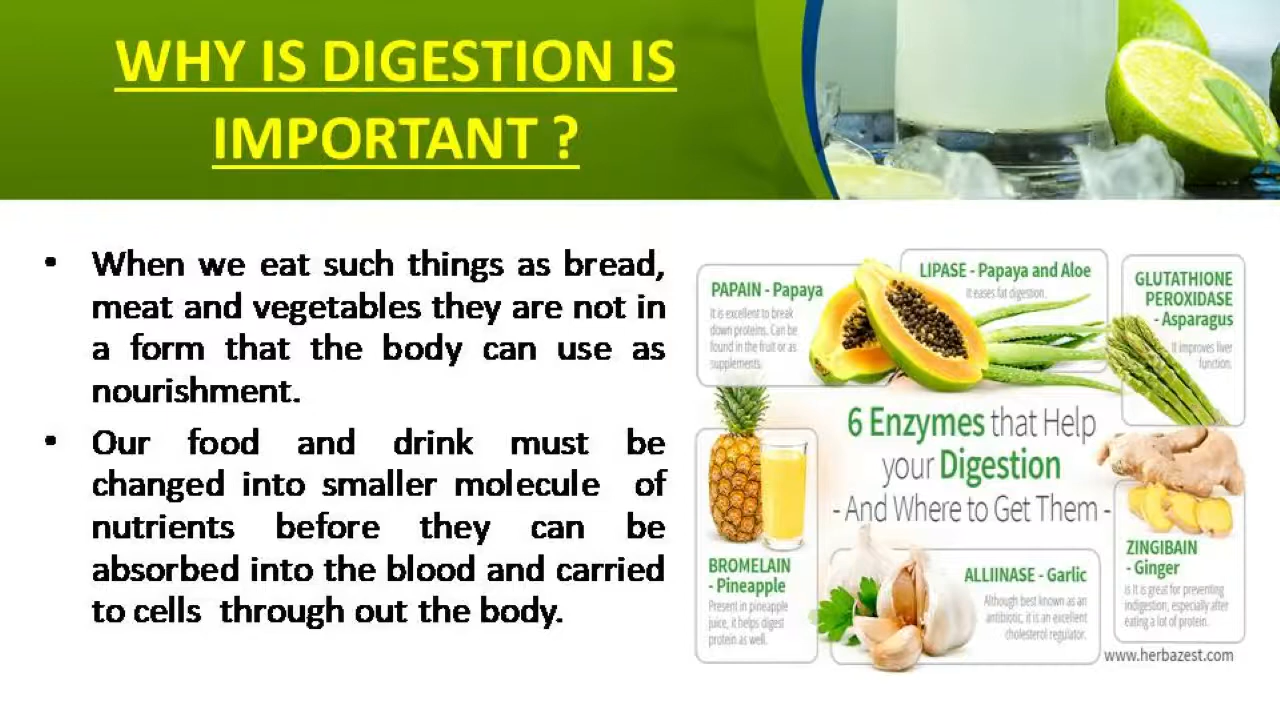 WHY IS DIGESTION IS
IMPORTANT ?
• When we eat such things as bread,
meat and vegetables they are not in
a form that the body can use as
nourishment.
• Our food and drink must be
changed into smaller molecule of
nutrients before they can be
absorbed into the blood and carried
to cells through out the body.
PAPAIN - Papaya
It is excellent to break
down proteins. Can be
found in the fruit or as
supplements.
LIPASE - Papaya and Aloe
It eases fat digestion.
GLUTATHIONE
PEROXIDASE
- Asparagus
It improves liver
function.
6 Enzymes that Help
your Digestion
- And Where to Get Them -
BROMELAIN
- Pineapple
Present in pineapple
juice, it helps digest
protein as well.
ALLIINASE - Garlic
Although best known as an
antibiotic, it is an excellent
cholesterol regulator.
ZINGIBAIN
- Ginger
is It is great for preventing
indigestion, especially after
eating a lot of protein.
www.herbazest.com